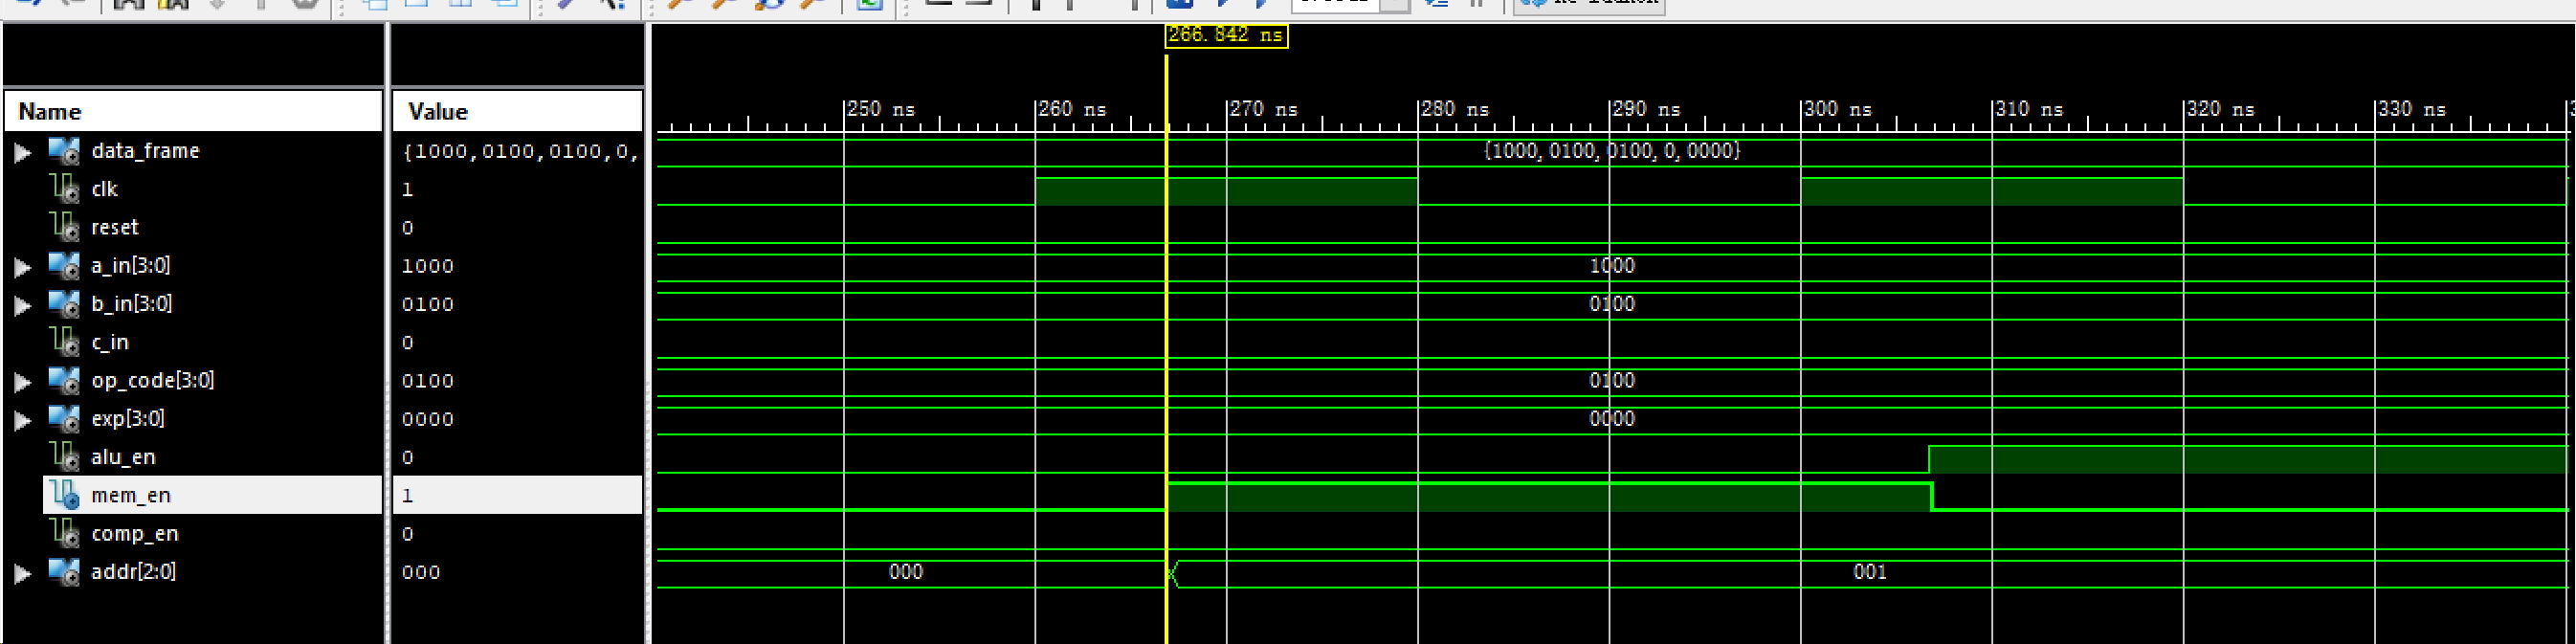 266.842 ns
Name Value
250 ns 260 ns 270 ns 280 ns 290 ns 300 ns 310 ns 320 ns 330 ns
data_frame {1000,0100,0100,0, {1000, 0100, 0100, 0, 0000}
clk 1
reset 0
a_in[3:0] 1000 1000
b_in[3:0] 0100 0100
c_in 0
op_code[3:0] 0100 0100
exp[3:0] 0000 0000
alu_en 0
mem_en 1
comp_en 0
addr[2:0] 000 000 001